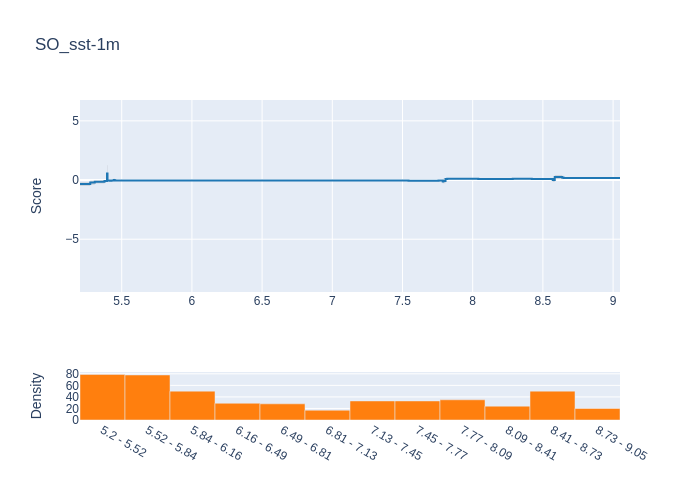 SO_sst-1m
Score
5
0
−5
5.5 6 6.5 7 7.5 8 8.5 9
Density
80
60
40
20
0
5.2 - 5.52
5.52 - 5.84
5.84 - 6.16
6.16 - 6.49
6.49 - 6.81
6.81 - 7.13
7.13 - 7.45
7.45 - 7.77
7.77 - 8.09
8.09 - 8.41
8.41 - 8.73
8.73 - 9.05